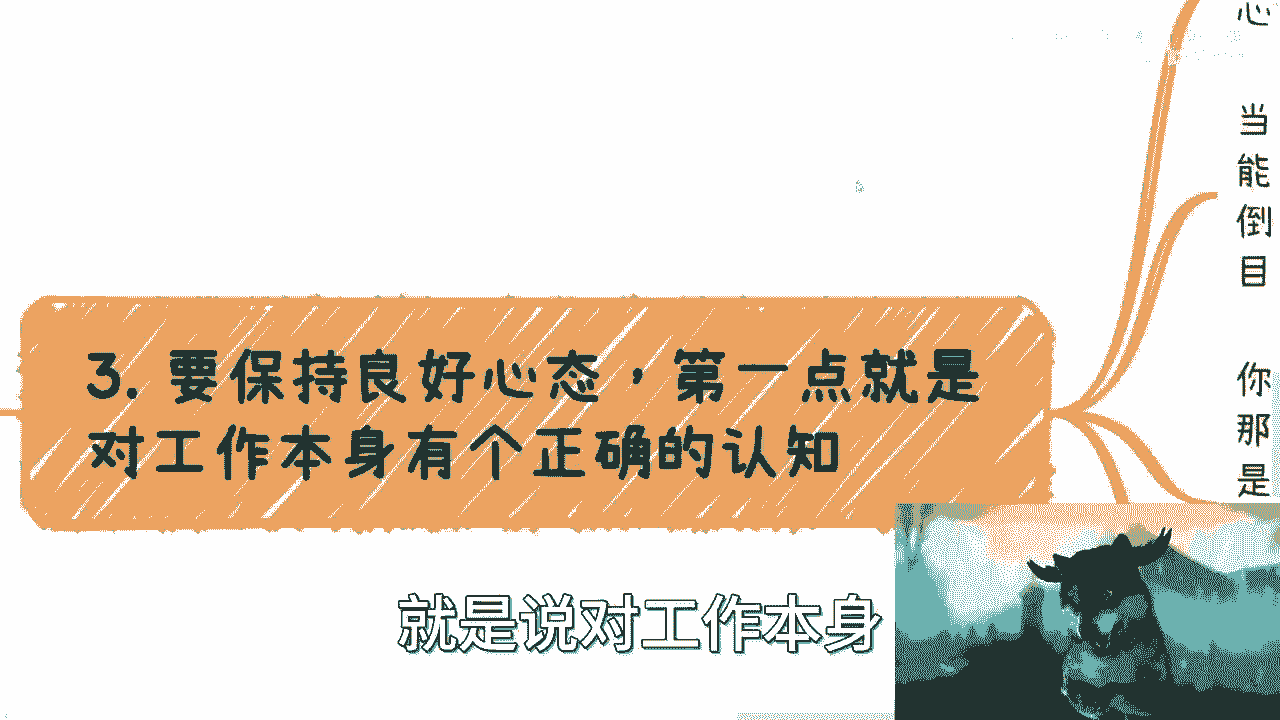 3. 要保持良好心态，第一点就是
对工作本身有个正确的认知
心
当
能
倒
目
你
那
是
就是说对工作本身